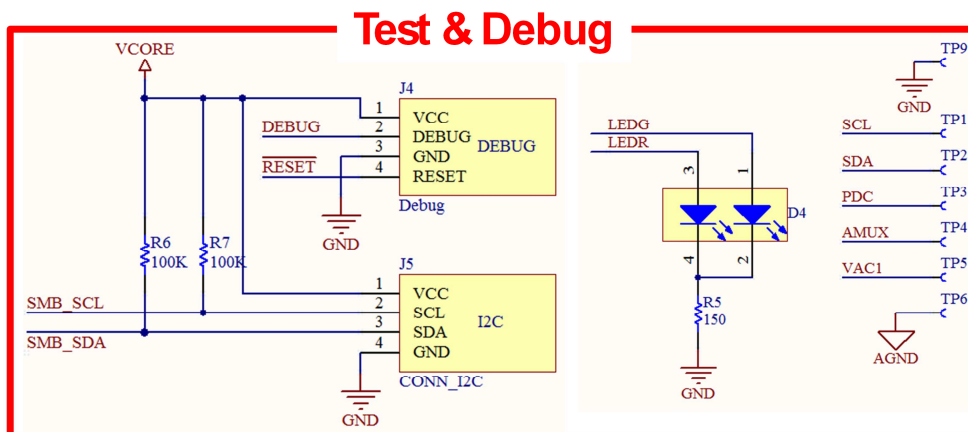 Test & Debug
VCORE
J4
1 VCC
DEBUG 2 DEBUG
3 GND
RESET 4 RESET
DEBUG
Debug
GND
R6
100K
R7
100K
J5
1 VCC
SMB_SCL 2 SCL
SMB_SDA 3 SDA
4 GND
I2C
CONN_I2C
GND
LEDG
LEDR
3 1
D4
4 2
R5
150
GND
TP9
GND
SCL TP1
SDA TP2
PDC TP3
AMUX TP4
VAC1 TP5
TP6
AGND